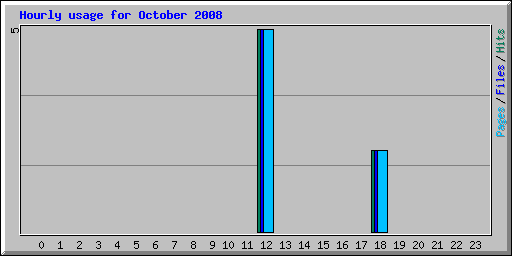 Hourly usage for October 2008
5
Pages/Files/Hits
0 1 2 3 4 5 6 7 8 9 10 11 12 13 14 15 16 17 18 19 20 21 22 23